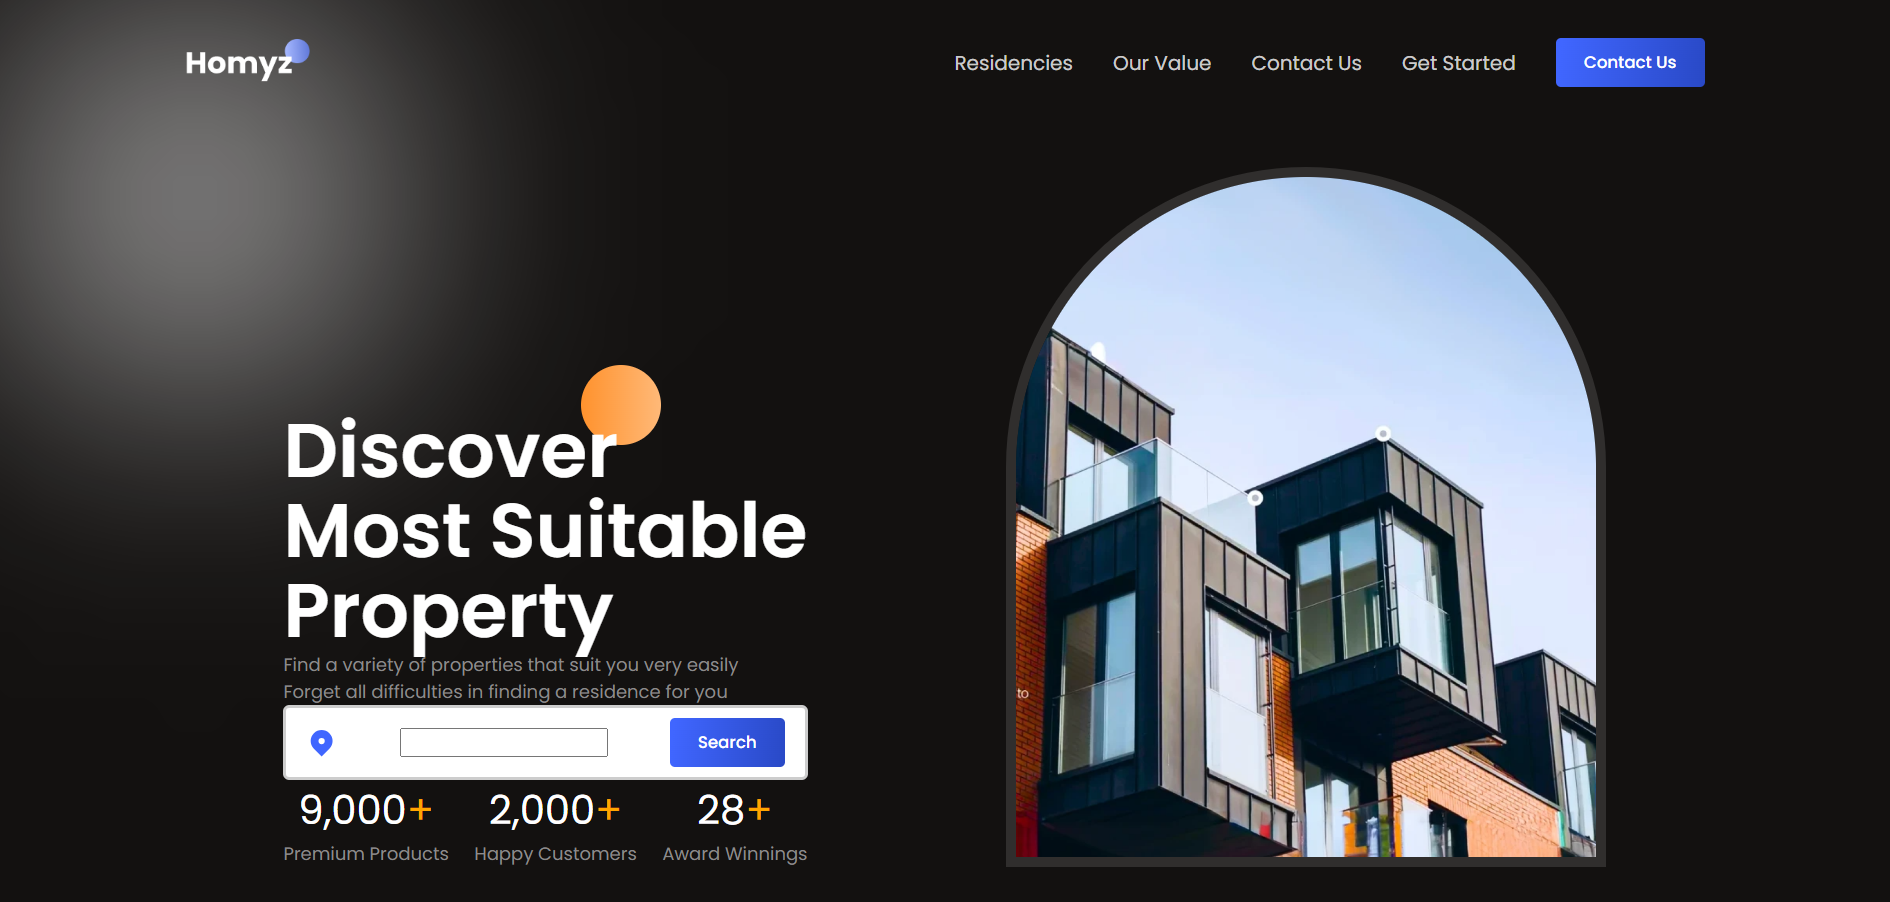 Homyz
Residencies
Our Value
Contact Us
Get Started
Contact Us
Discover
Most Suitable
Property
Find a variety of properties that suit you very easily
Forget all difficulties in finding a residence for you
Search
9,000+
2,000+
28+
Premium Products
Happy Customers
Award Winnings
to